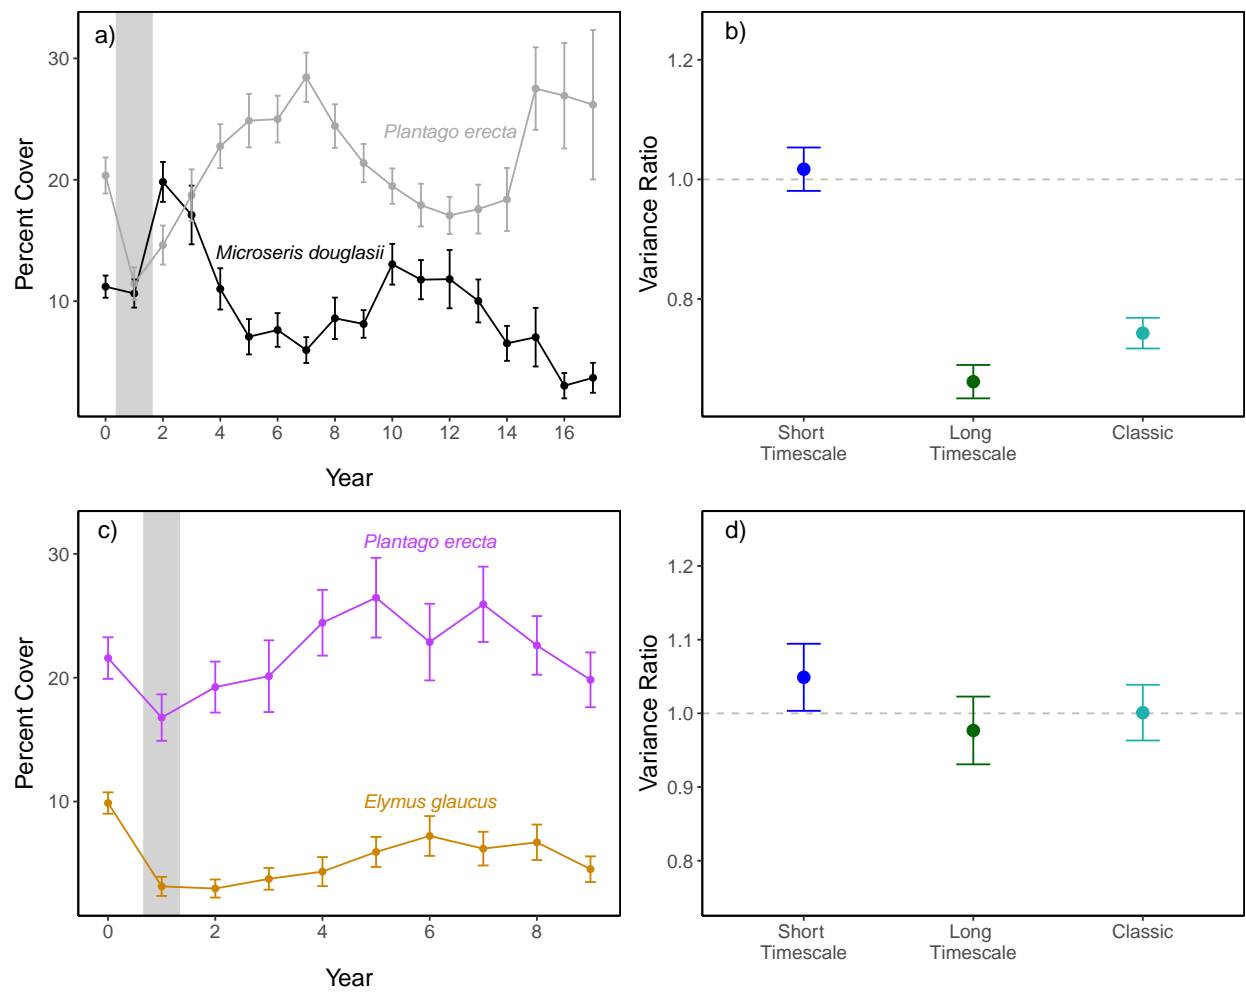 a)
30
20
10
Percent Cover
Plantago erecta
Microseris douglasii
0 2 4 6 8 10 12 14 16
Year
b)
1.2
1.0
0.8
Variance Ratio
Short
Timescale
Long
Timescale
Classic
c)
30
20
10
Percent Cover
Plantago erecta
Elymus glaucus
0 2 4 6 8
Year
d)
1.2
1.1
1.0
0.9
0.8
Variance Ratio
Short
Timescale
Long
Timescale
Classic